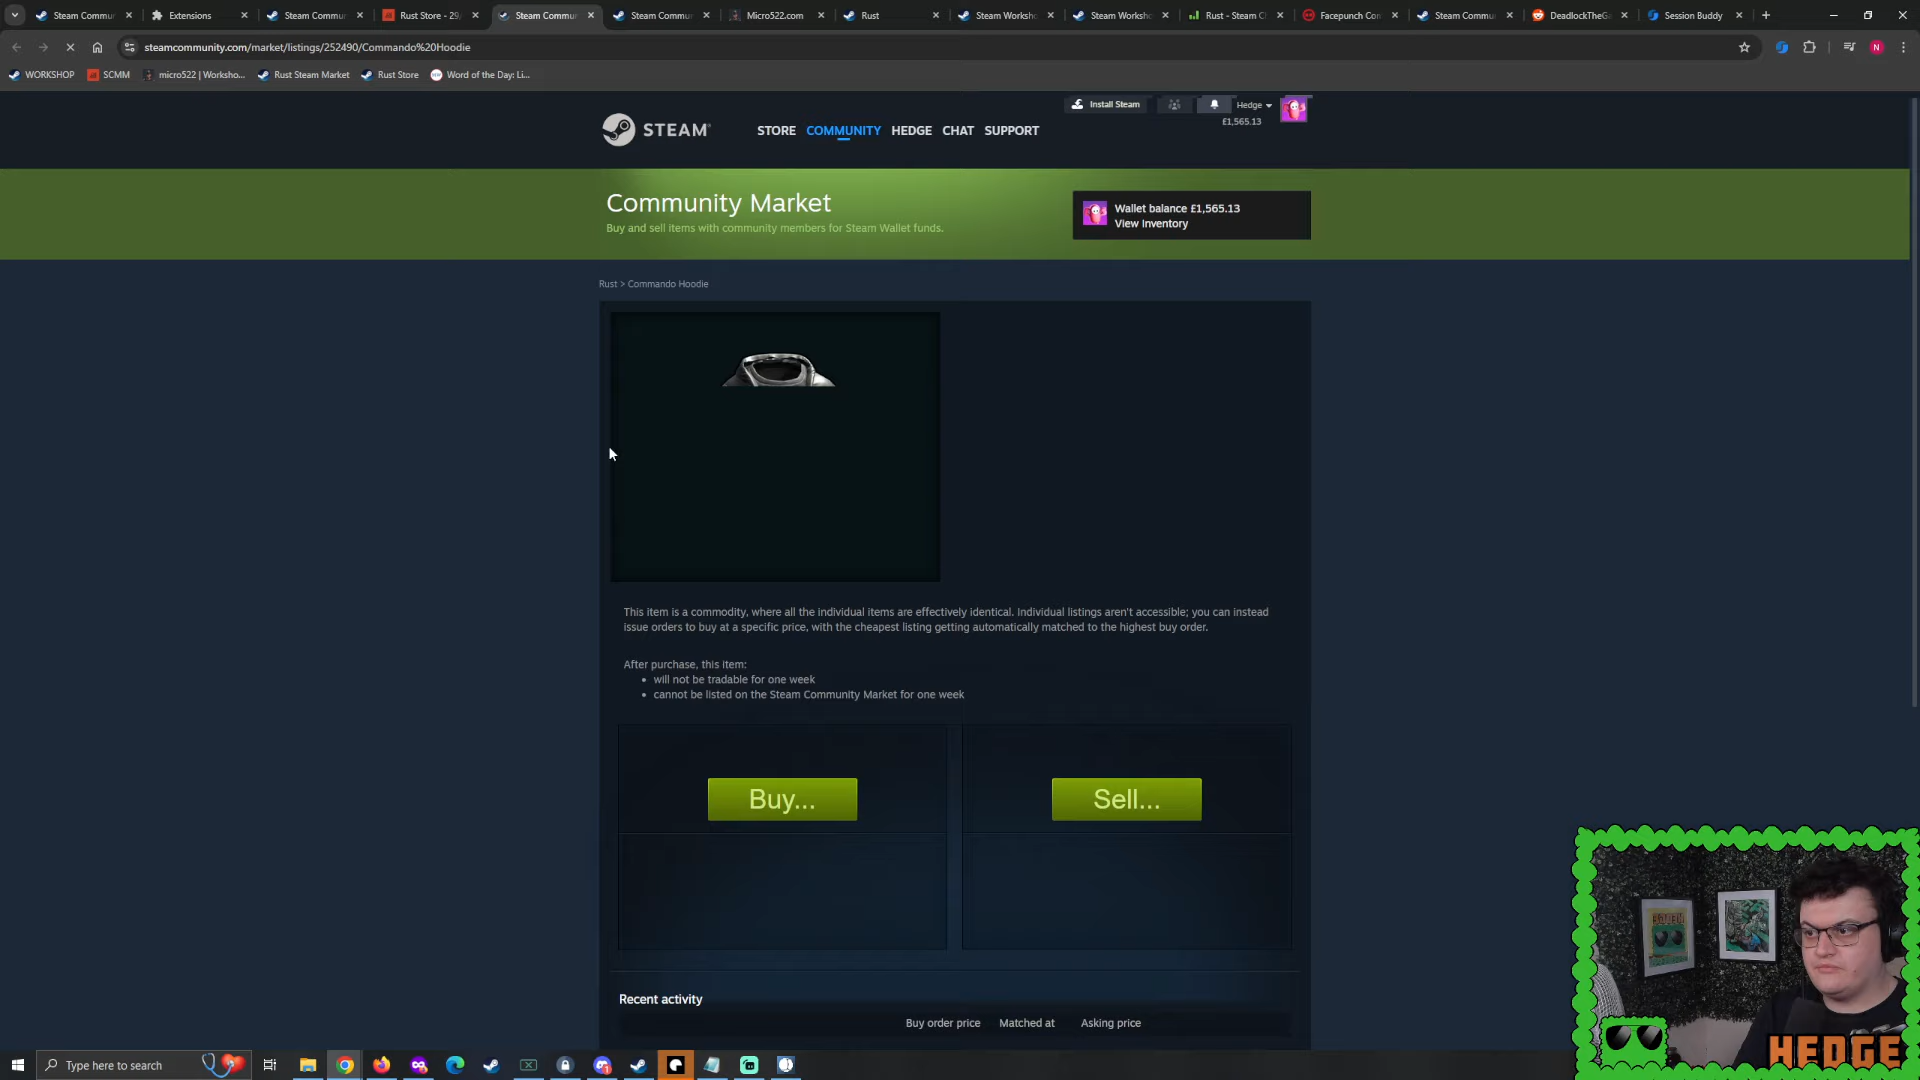 Steam Commu
Extensions
Steam Commu
Rust Store - 29.
Steam Commu
Steam Commu
Micro522.com
Rust
Steam Worksh
Steam Worksh
Rust - Steam C
Facepunch Con
Steam Commu
DeadlockTheGa
Session Buddy
steamcommunity.com/market/listings/252490/Commando%20Hoodie
N
WORKSHOP
SCMM
micro522 | Worksho...
Rust Steam Market
Rust Store
Word of the Day: Li...
Install Steam
Hedge
£1,565.13
STEAM
STORE COMMUNITY HEDGE CHAT SUPPORT
Community Market
Buy and sell items with community members for Steam Wallet funds.
Wallet balance £1,565.13
View Inventory
Rust > Commando Hoodie
This item is a commodity, where all the individual items are effectively identical. Individual listings aren't accessible; you can instead
issue orders to buy at a specific price, with the cheapest listing getting automatically matched to the highest buy order.
After purchase, this item:
• will not be tradable for one week
• cannot be listed on the Steam Community Market for one week
Buy...
Sell...
Recent activity
Buy order price Matched at Asking price
HEDGE
Type here to search